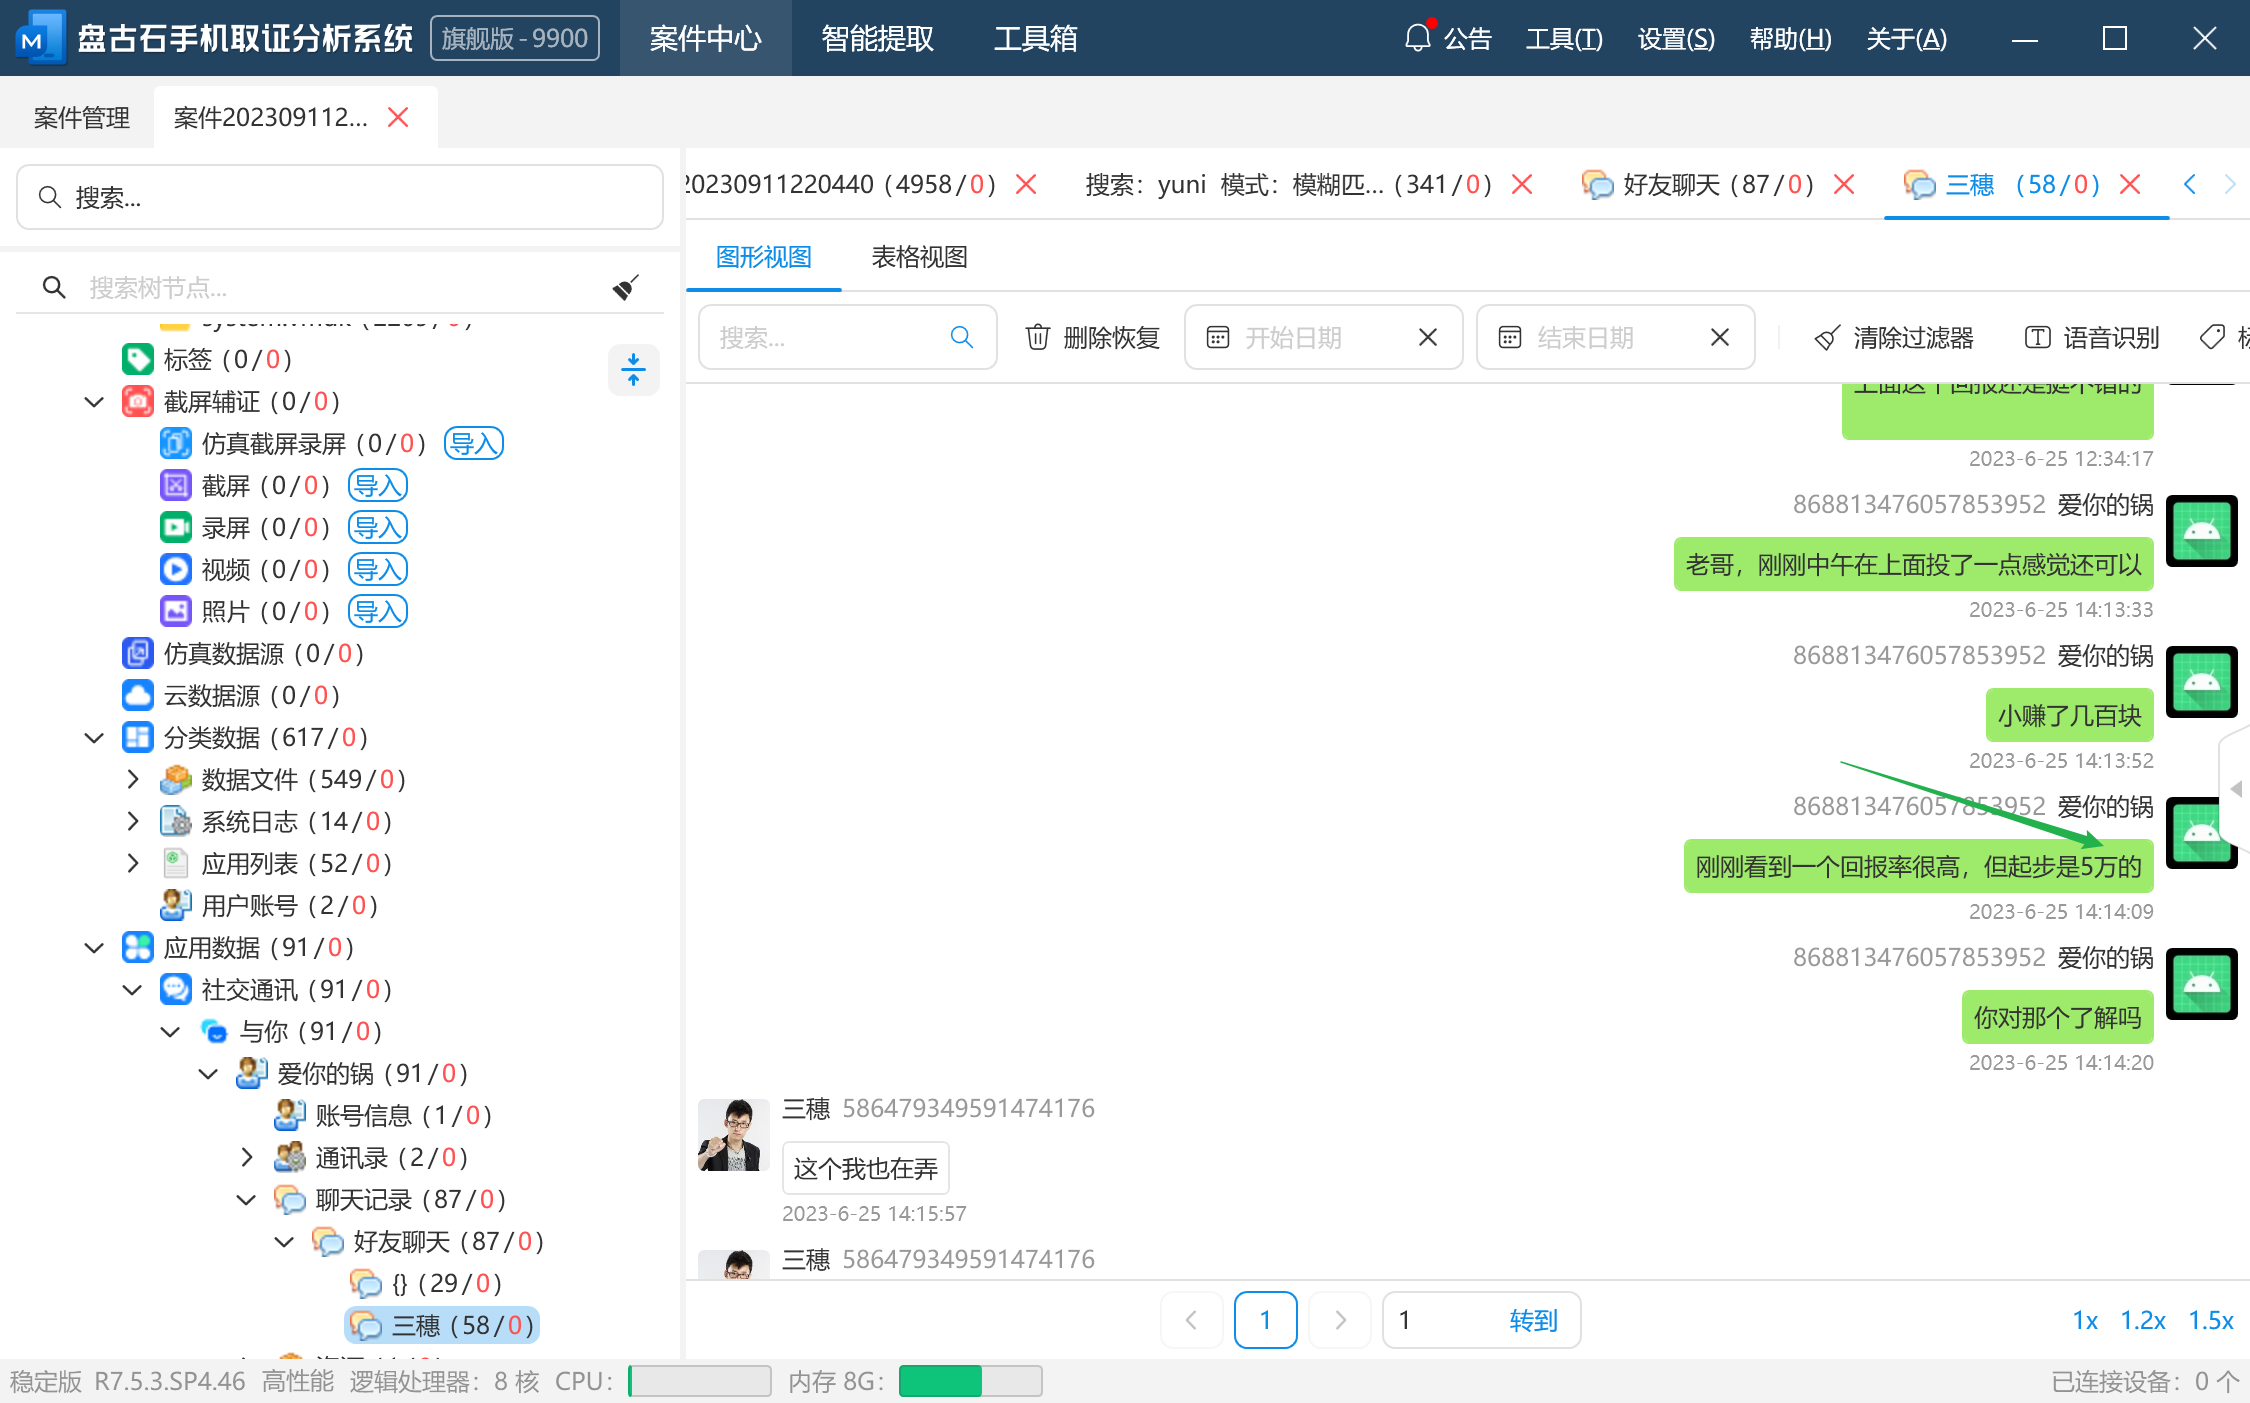 盘古石手机取证分析系统 旗舰版 - 9900 案件中心 智能提取 工具箱 公告 工具(T) 设置(S) 帮助(H) 关于(A)
案件管理 案件202309112...
搜索...
20230911220440 (4958/0) 搜索：yuni 模式：模糊匹... (341/0) 好友聊天 (87/0) 三穗 (58/0)
图形视图 表格视图
搜索树节点...
搜索... 删除恢复 开始日期 结束日期 清除过滤器 语音识别
标签 (0/0)
截屏辅证 (0/0)
仿真截屏录屏 (0/0) 导入
截屏 (0/0) 导入
录屏 (0/0) 导入
视频 (0/0) 导入
照片 (0/0) 导入
仿真数据源 (0/0)
云数据源 (0/0)
分类数据 (617/0)
数据文件 (549/0)
系统日志 (14/0)
应用列表 (52/0)
用户账号 (2/0)
应用数据 (91/0)
社交通讯 (91/0)
与你 (91/0)
爱你的锅 (91/0)
账号信息 (1/0)
通讯录 (2/0)
聊天记录 (87/0)
好友聊天 (87/0)
{} (29/0)
三穗 (58/0)
上面这个回报还是挺不错的
2023-6-25 12:34:17
868813476057853952 爱你的锅
老哥，刚刚中午在上面投了一点感觉还可以
2023-6-25 14:13:33
868813476057853952 爱你的锅
小赚了几百块
2023-6-25 14:13:52
868813476057853952 爱你的锅
刚刚看到一个回报率很高，但起步是5万的
2023-6-25 14:14:09
868813476057853952 爱你的锅
你对那个了解吗
2023-6-25 14:14:20
三穗 586479349591474176
这个我也在弄
2023-6-25 14:15:57
三穗 586479349591474176
1 1 转到 1x 1.2x 1.5x
稳定版 R7.5.3.SP4.46 高性能 逻辑处理器：8 核 CPU： 内存 8G： 已连接设备：0 个